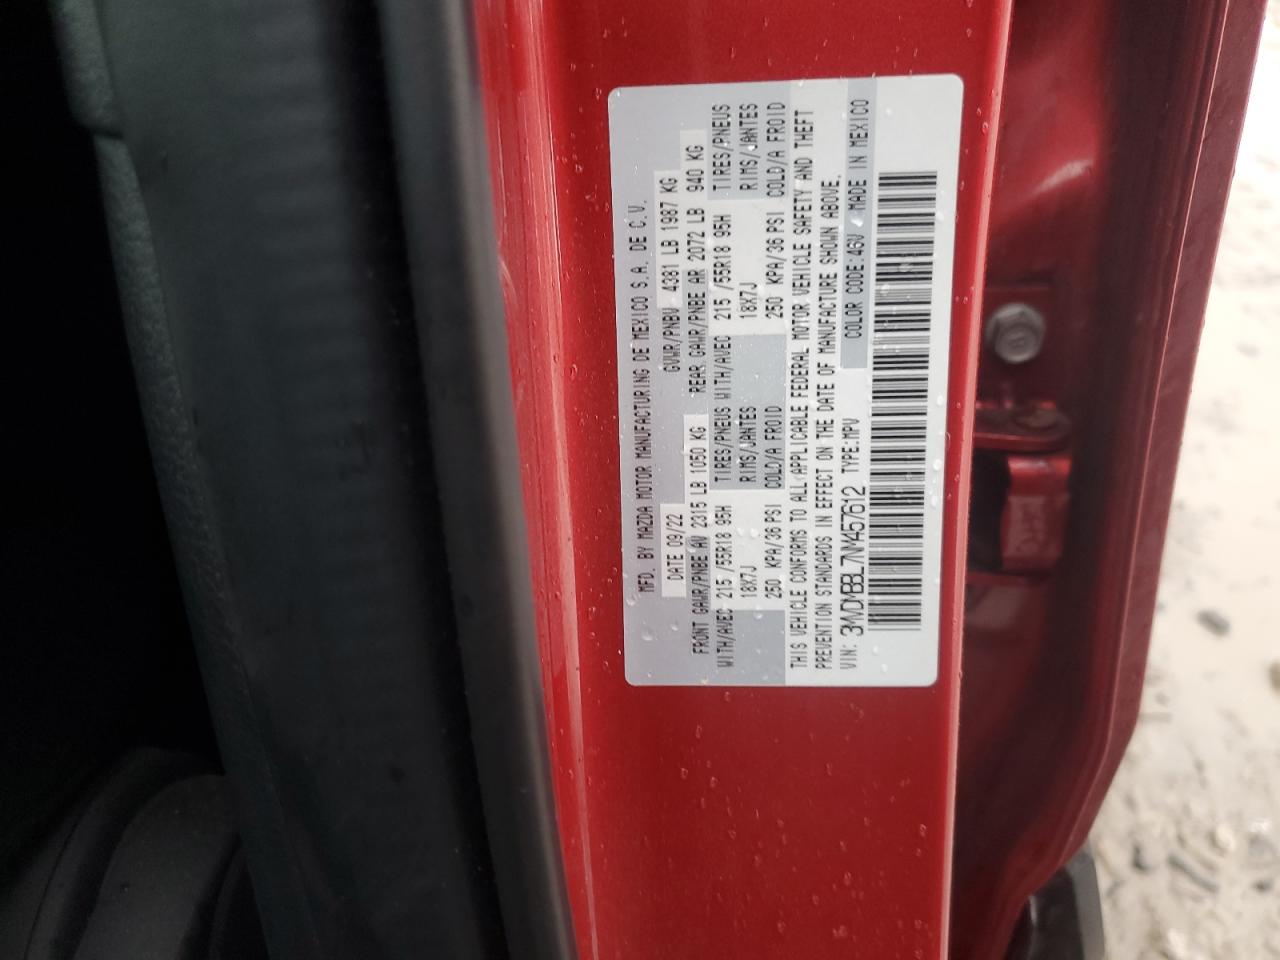 MFD. BY MAZDA MOTOR MANUFACTURING DE MEXICO S.A. DE C.V.
DATE 09/22 GVWR/PNBV 4381 LB 1987 KG
FRONT GAWR/PNBE AV 2315 LB 1050 KG REAR GAWR/PNBE AR 2072 LB 940 KG
WITH/AVEC 215 /55R18 95H TIRES/PNEUS WITH/AVEC 215 /55R18 95H TIRES/PNEUS
18X7J RIMS/JANTES 18X7J RIMS/JANTES
250 KPA/36 PSI COLD/A FROID 250 KPA/36 PSI COLD/A FROID
THIS VEHICLE CONFORMS TO ALL APPLICABLE FEDERAL MOTOR VEHICLE SAFETY AND THEFT
PREVENTION STANDARDS IN EFFECT ON THE DATE OF MANUFACTURE SHOWN ABOVE.
VIN: 3MVDMBBL7NM457612 TYPE:MPV COLOR CODE:46V MADE IN MEXICO